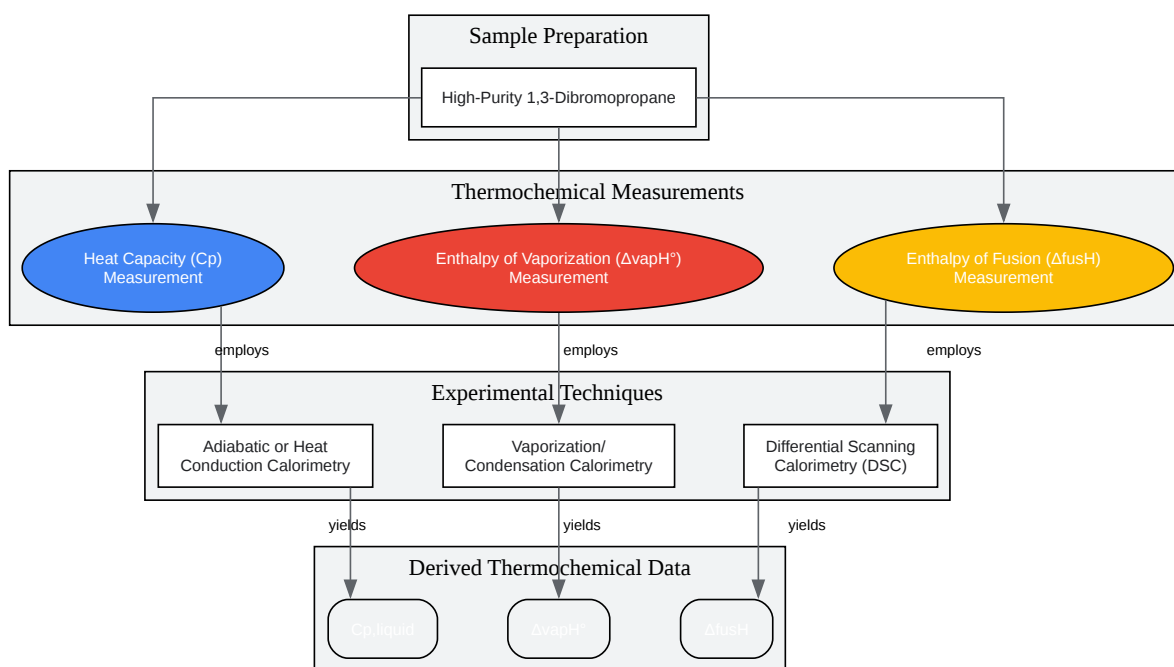 Sample Preparation
High-Purity 1,3-Dibromopropane
Thermochemical Measurements
Heat Capacity (Cp)
Measurement
Enthalpy of Vaporization (ΔvapH°)
Measurement
Enthalpy of Fusion (ΔfusH)
Measurement
employs
employs
employs
Experimental Techniques
Adiabatic or Heat
Conduction Calorimetry
Vaporization/
Condensation Calorimetry
Differential Scanning
Calorimetry (DSC)
yields
yields
yields
Derived Thermochemical Data
Cp,liquid
ΔvapH°
ΔfusH